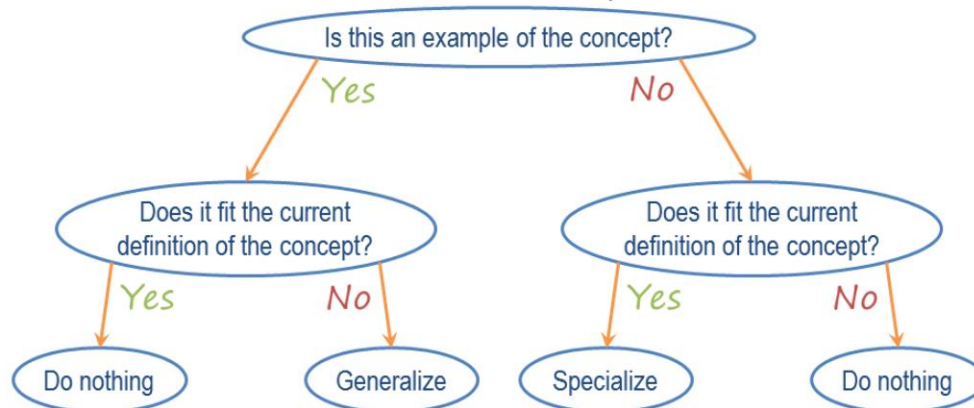 Is this an example of the concept?
Yes
No
Does it fit the current
definition of the concept?
Does it fit the current
definition of the concept?
Yes
No
Yes
No
Do nothing
Generalize
Specialize
Do nothing